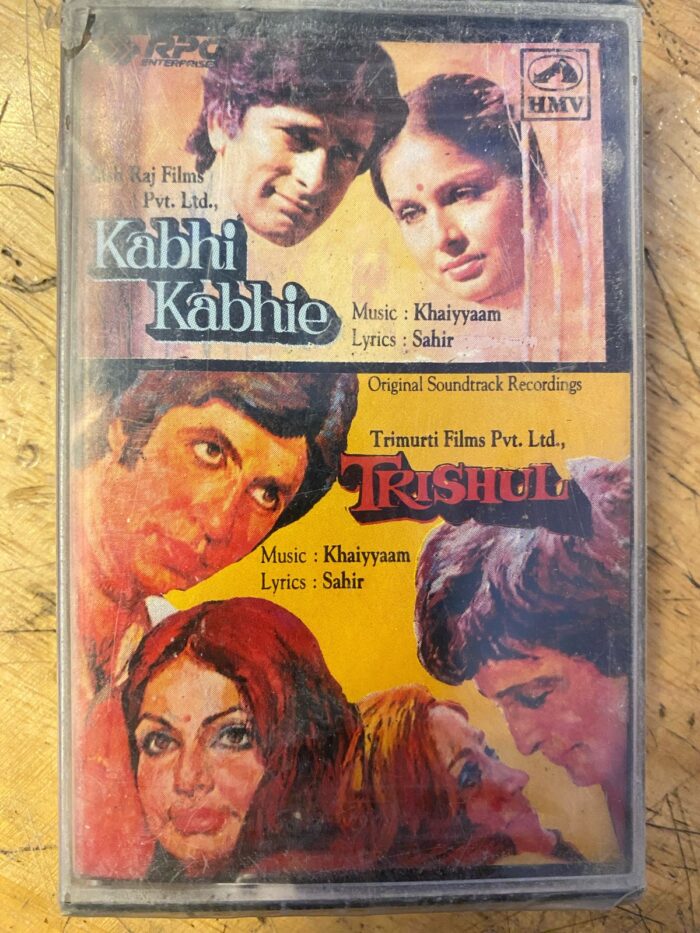 RPG
ENTERPRISES
HMV
Raj Films
Pvt. Ltd.,
Kabhi
Kabhie
Music : Khaiyyaam
Lyrics : Sahir
Original Soundtrack Recordings
Trimurti Films Pvt. Ltd.,
TRISHUL
Music : Khaiyyaam
Lyrics : Sahir